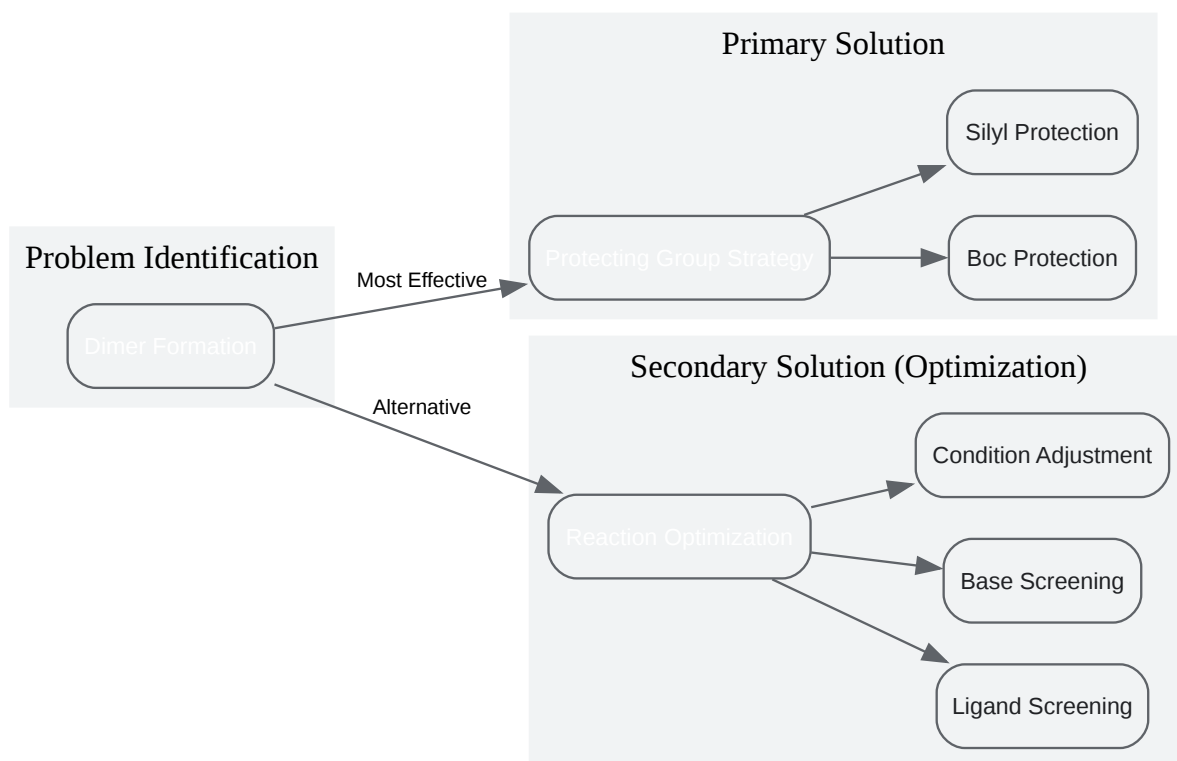 Primary Solution
Silyl Protection
Protecting Group Strategy
Boc Protection
Problem Identification
Dimer Formation
Most Effective
Alternative
Secondary Solution (Optimization)
Condition Adjustment
Reaction Optimization
Base Screening
Ligand Screening